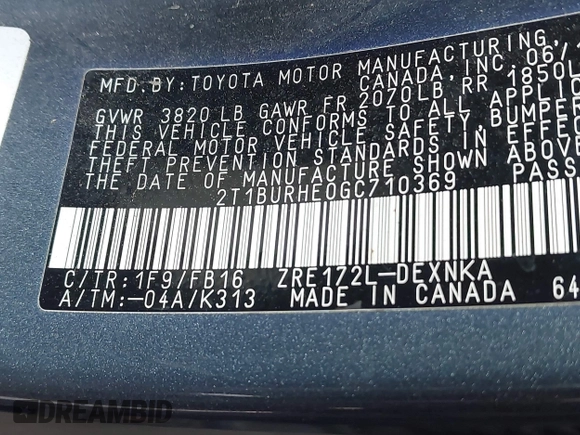 MFD. BY: TOYOTA MOTOR MANUFACTURING,
CANADA, INC. 06/
GVWR 3820 LB GAWR FR 2070LB, RR 1850L
THIS VEHICLE CONFORMS TO ALL APPLIC
FEDERAL MOTOR VEHICLE SAFETY, BUMPER
THEFT PREVENTION STANDARDS IN EFFEC
THE DATE OF MANUFACTURE SHOWN ABOVE
2T1BURHE0GC710369 PASS
C/TR: 1F9/FB16 ZRE172L-DEXNKA
A/TM:-04A/K313 MADE IN CANADA 64
DREAMBID